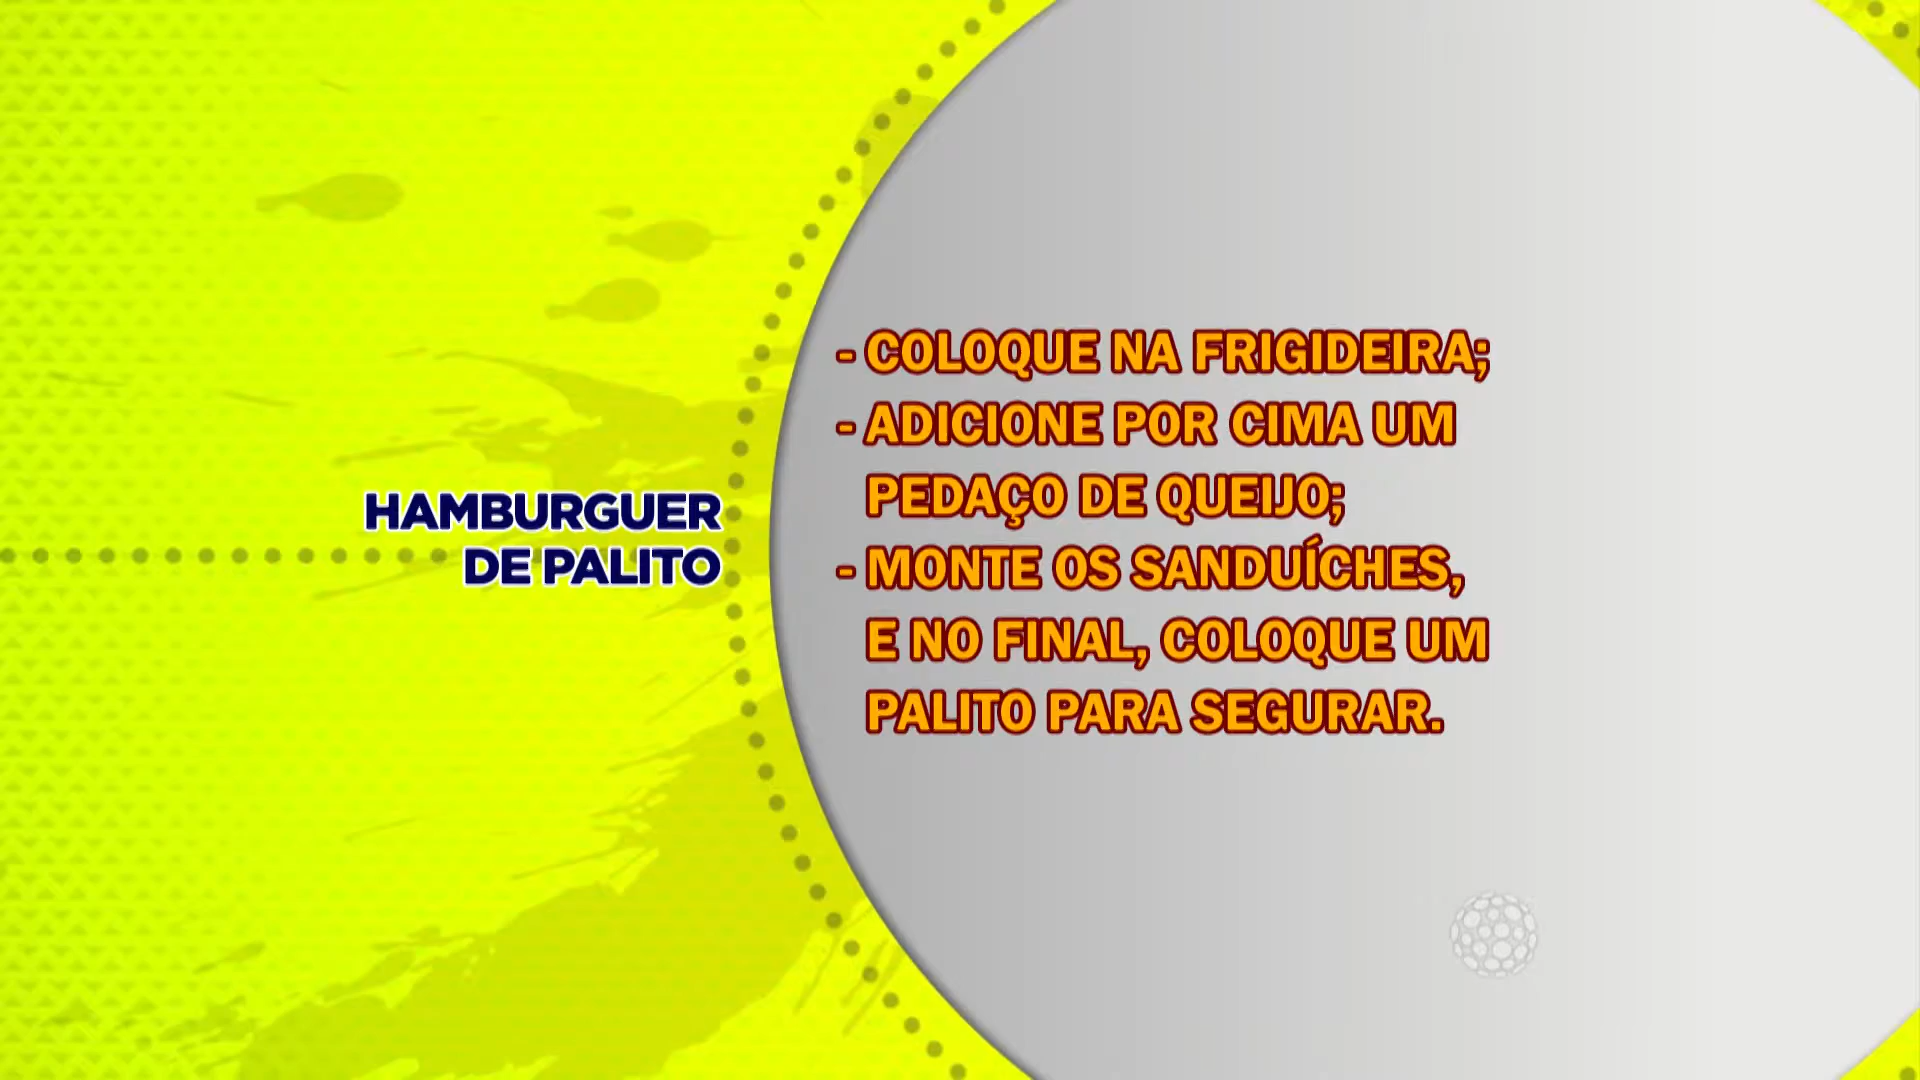 HAMBURGUER
DE PALITO
- COLOQUE NA FRIGIDEIRA;
- ADICIONE POR CIMA UM
PEDAÇO DE QUEIJO;
- MONTE OS SANDUÍCHES,
E NO FINAL, COLOQUE UM
PALITO PARA SEGURAR.